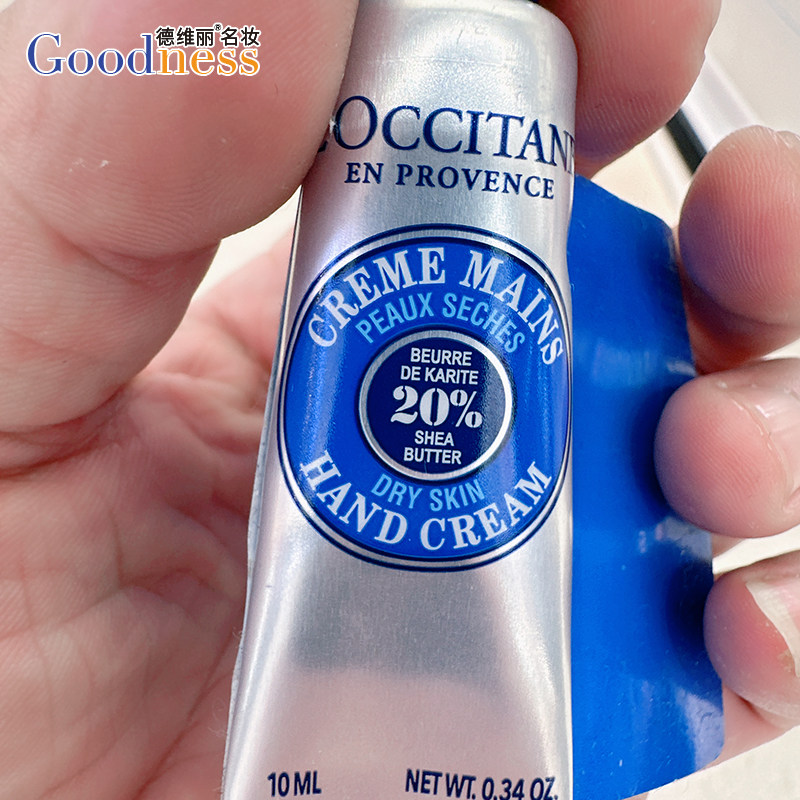 德维丽®名妆
Goodness
L'OCCITANE
EN PROVENCE
CREME MAINS
PEAUX SECHES
BEURRE
DE KARITE
20%
SHEA
BUTTER
DRY SKIN
HAND CREAM
10 ML
NET WT. 0.34 OZ.